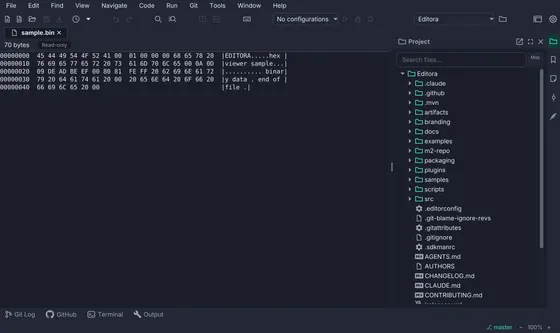 File Edit Find View Navigate Code Run Git Tools Window Help
No configurations
Editora
sample.bin
70 bytes Read-only
00000000 45 44 49 54 4F 52 41 00 01 00 00 00 68 65 78 20 |EDITORA.....hex |
00000010 76 69 65 77 65 72 20 73 61 6D 70 6C 65 00 0A 0D |viewer sample...|
00000020 09 DE AD BE EF 00 80 81 FE FF 20 62 69 6E 61 72 |.......... binar|
00000030 79 20 64 61 74 61 20 00 20 65 6E 64 20 6F 66 20 |y data . end of |
00000040 66 69 6C 65 20 00 |file .|
Project
Search files...
Map
Editora
.claude
.github
.mvn
artifacts
branding
docs
examples
m2-repo
packaging
plugins
samples
scripts
src
.editorconfig
.git-blame-ignore-revs
.gitattributes
.gitignore
.sdkmanrc
AGENTS.md
AUTHORS
CHANGELOG.md
CLAUDE.md
CONTRIBUTING.md
Git Log GitHub Terminal Output
master - 100% +